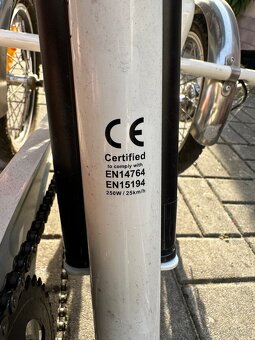 CE
Certified
to comply with
EN14764
EN15194
250W / 25km/h